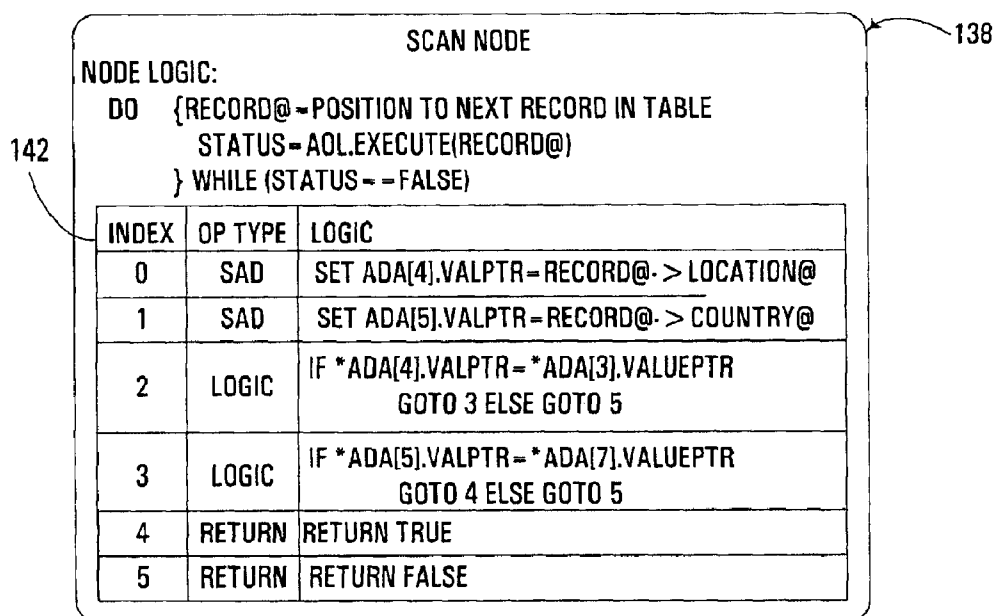 SCAN NODE
138
NODE LOGIC:
DO {RECORD@=POSITION TO NEXT RECORD IN TABLE
STATUS=AOL.EXECUTE(RECORD@)
} WHILE (STATUS==FALSE)
142
INDEX OP TYPE LOGIC
0 SAD SET ADA[4].VALPTR=RECORD@->LOCATION@
1 SAD SET ADA[5].VALPTR=RECORD@->COUNTRY@
2 LOGIC IF *ADA[4].VALPTR=*ADA[3].VALUEPTR
GOTO 3 ELSE GOTO 5
3 LOGIC IF *ADA[5].VALPTR=*ADA[7].VALUEPTR
GOTO 4 ELSE GOTO 5
4 RETURN RETURN TRUE
5 RETURN RETURN FALSE